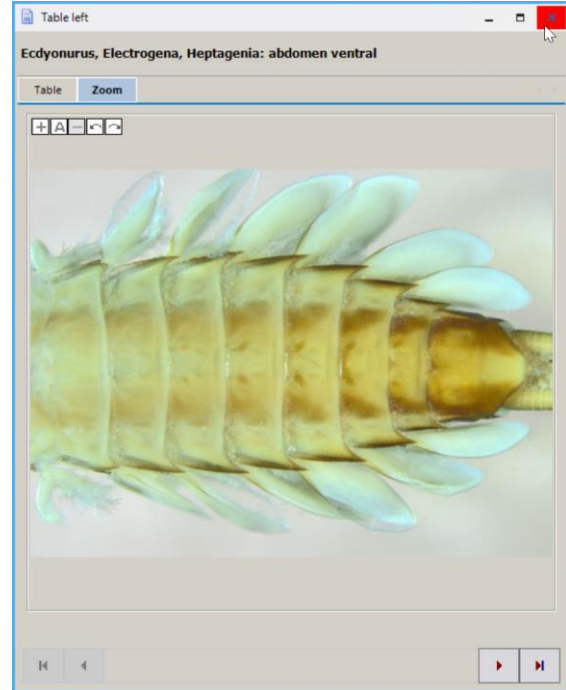 Table left
Ecdyonurus, Electrogena, Heptagenia: abdomen ventral
Table Zoom
A